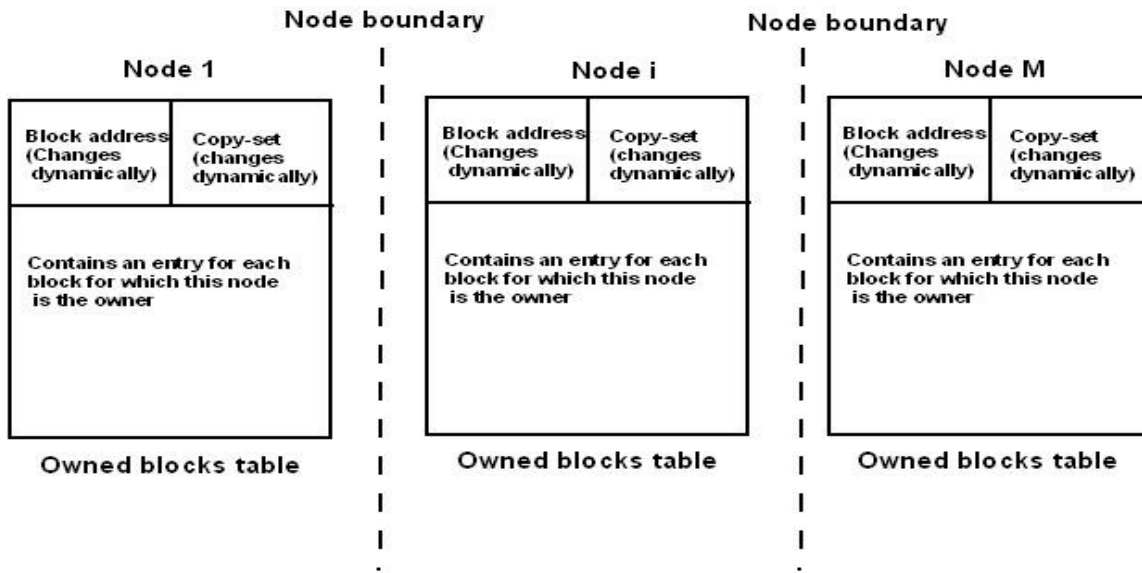 Node boundary
Node boundary
Node 1
Node i
Node M
Block address
(Changes
dynamically)
Copy-set
(changes
dynamically)
Block address
(Changes
dynamically)
Copy-set
(changes
dynamically)
Block address
(Changes
dynamically)
Copy-set
(changes
dynamically)
Contains an entry for each
block for which this node
is the owner
Contains an entry for each
block for which this node
is the owner
Contains an entry for each
block for which this node
is the owner
Owned blocks table
Owned blocks table
Owned blocks table